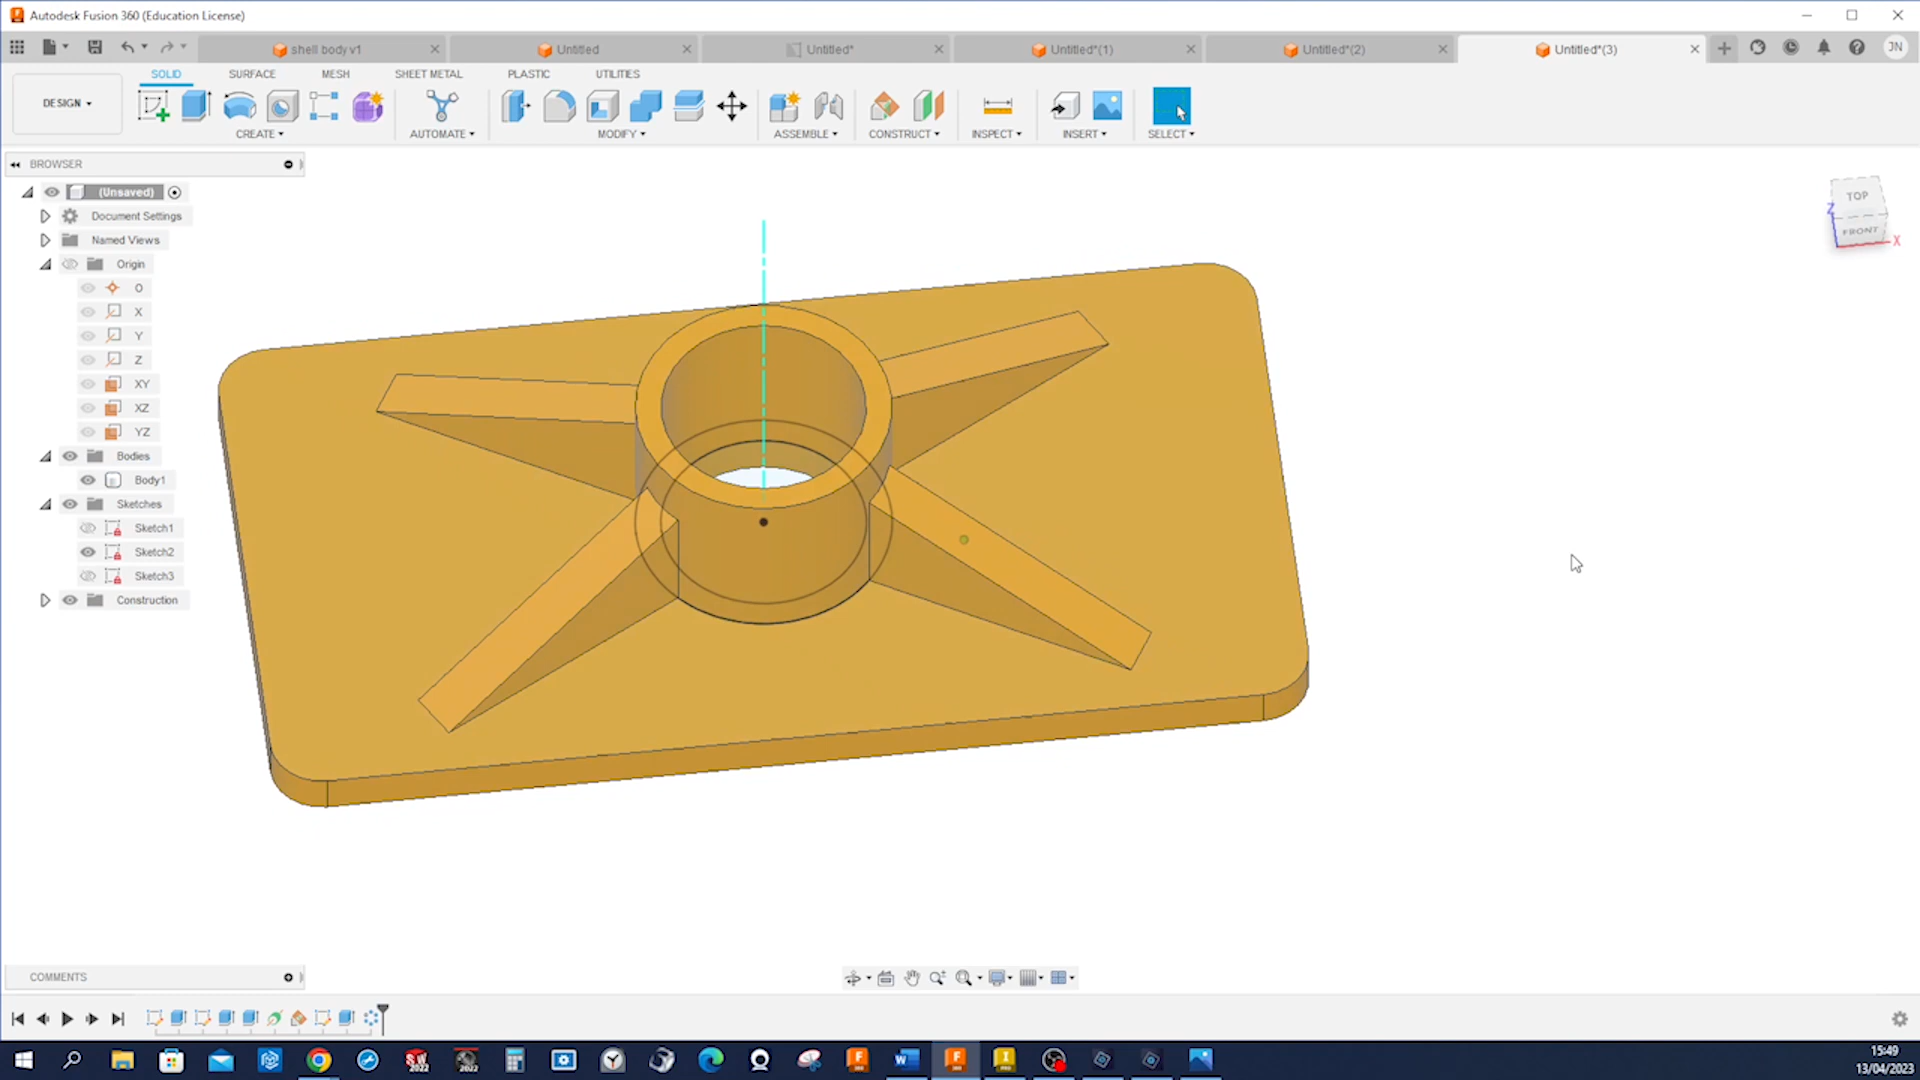 Autodesk Fusion 360 (Education License)
shell body v1
Untitled
Untitled*
Untitled*(1)
Untitled*(2)
Untitled*(3)
JN
SOLID
SURFACE
MESH
SHEET METAL
PLASTIC
UTILITIES
DESIGN
CREATE
AUTOMATE
MODIFY
ASSEMBLE
CONSTRUCT
INSPECT
INSERT
SELECT
BROWSER
(Unsaved)
Document Settings
Named Views
Origin
O
X
Y
Z
XY
XZ
YZ
Bodies
Body1
Sketches
Sketch1
Sketch2
Sketch3
Construction
TOP
Z
FRONT
X
COMMENTS
15:49
13/04/2023